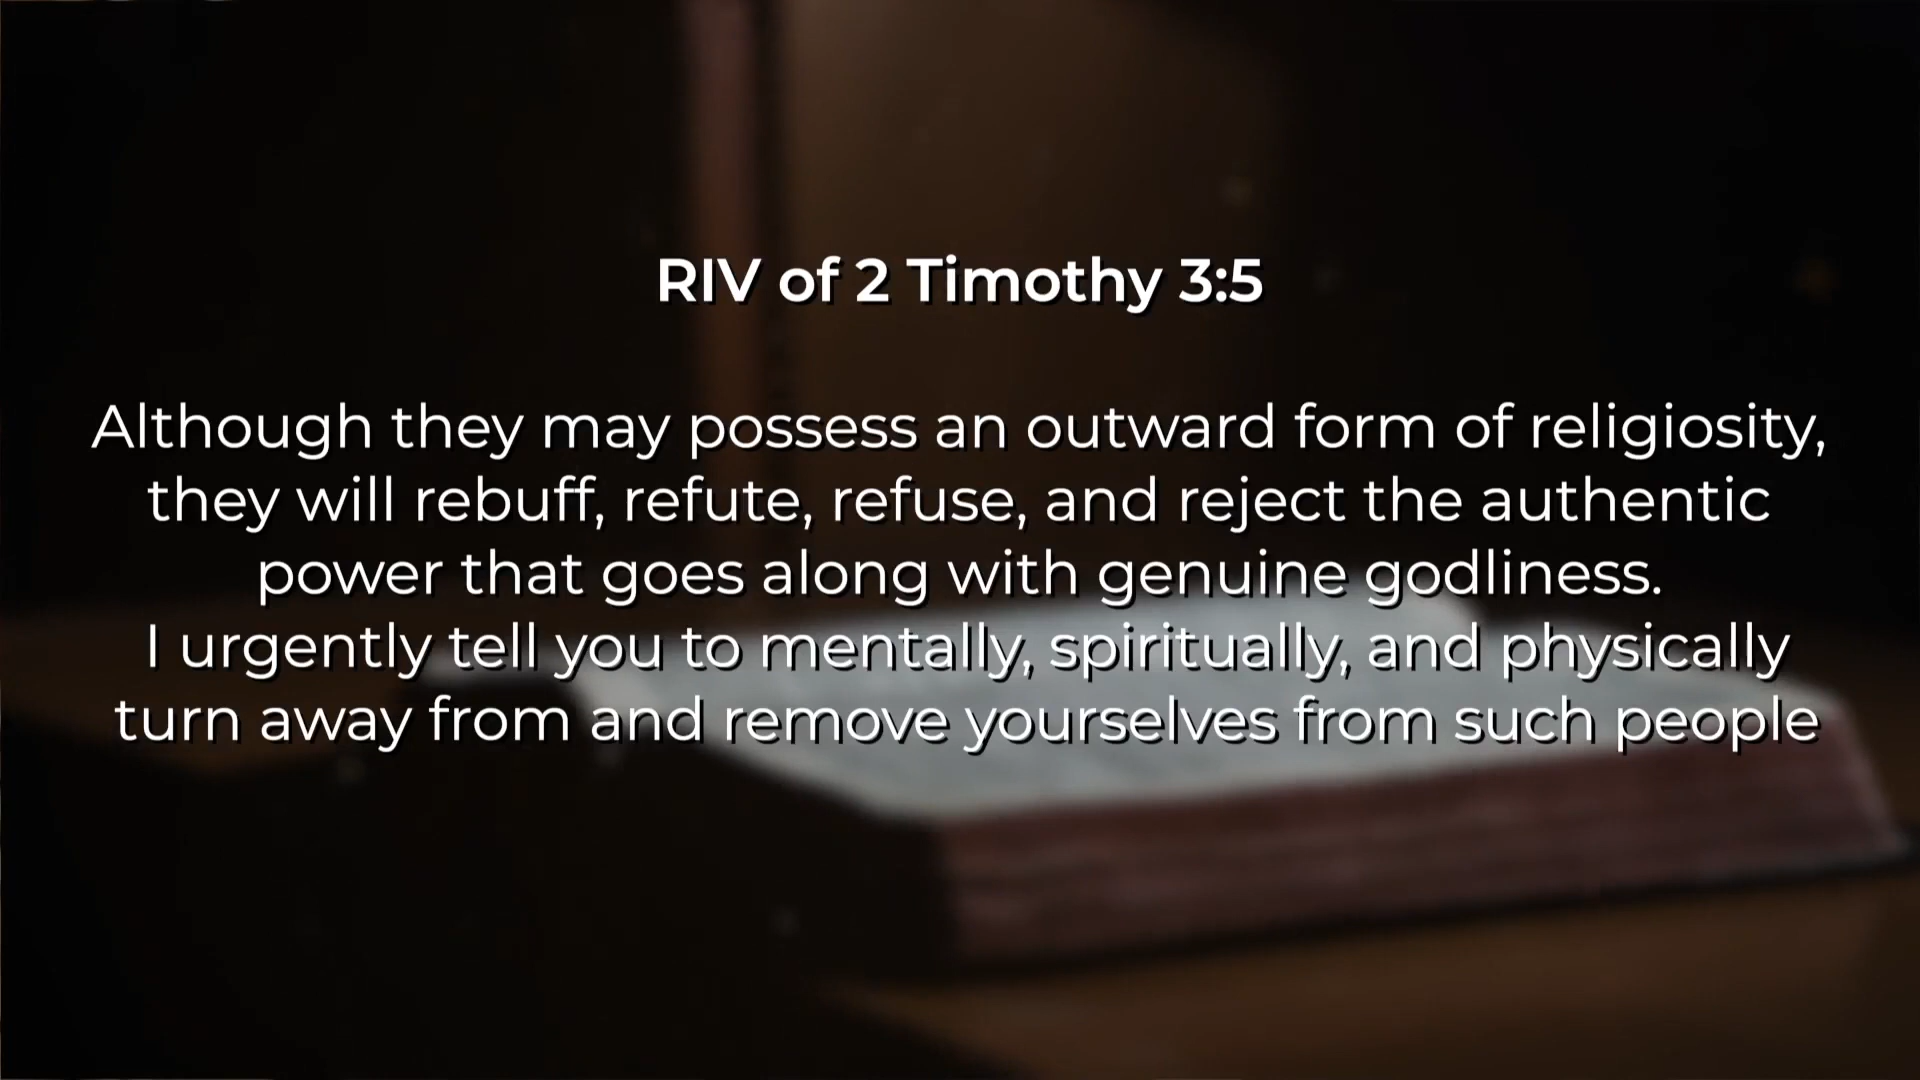 RIV of 2 Timothy 3:5
Although they may possess an outward form of religiosity,
they will rebuff, refute, refuse, and reject the authentic
power that goes along with genuine godliness.
I urgently tell you to mentally, spiritually, and physically
turn away from and remove yourselves from such people